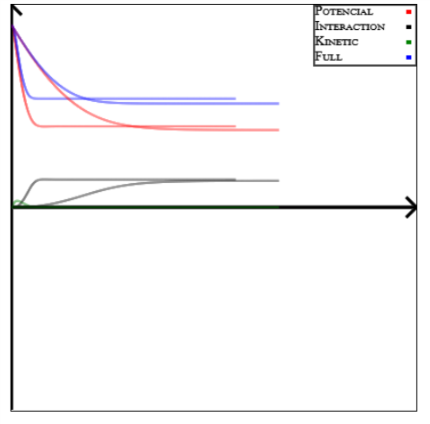 Potencial
Interaction
Kinetic
Full